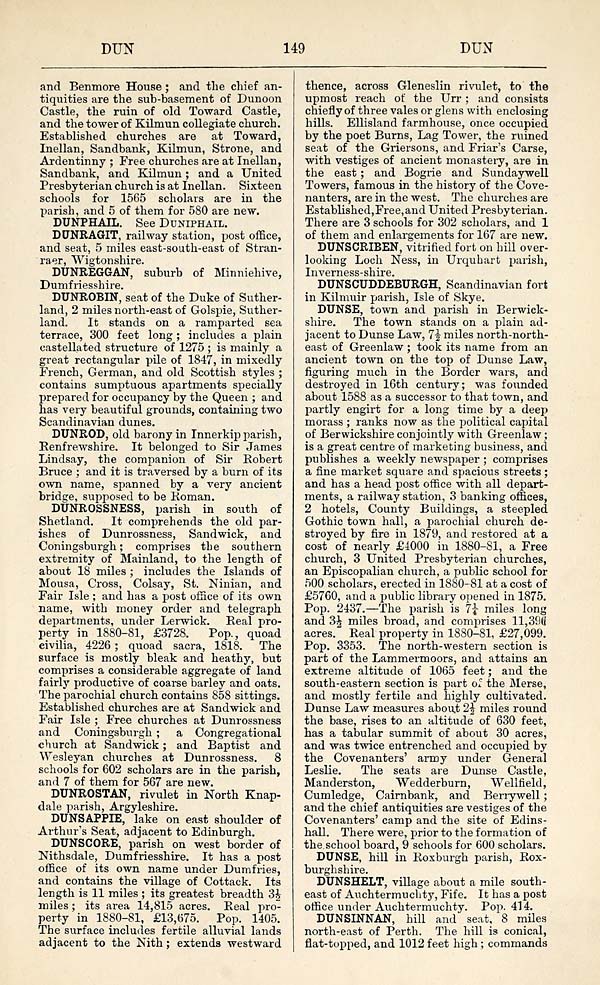 DUN 149 DUN
and Benmore House ; and the chief an-
tiquities are the sub-basement of Dunoon
Castle, the ruin of old Toward Castle,
and the tower of Kilmun collegiate church.
Established churches are at Toward,
Inellan, Sandbank, Kilmun, Strone, and
Ardentinny ; Free churches are at Inellan,
Sandbank, and Kilmun ; and a United
Presbyterian church is at Inellan. Sixteen
schools for 1565 scholars are in the
parish, and 5 of them for 580 are new.
DUNPHAIL. See DUNIPHAIL.
DUNRAGIT, railway station, post office,
and seat, 5 miles east-south-east of Stran-
raer, Wigtonshire.
DUNREGGAN, suburb of Minniehive,
Dumfriesshire.
DUNROBIN, seat of the Duke of Suther-
land, 2 miles north-east of Golspie, Suther-
land. It stands on a ramparted sea
terrace, 300 feet long ; includes a plain
castellated structure of 1275 ; is mainly a
great rectangular pile of 1847, in mixedly
French, German, and old Scottish styles ;
contains sumptuous apartments specially
prepared for occupancy by the Queen ; and
has very beautiful grounds, containing two
Scandinavian dunes.
DUNROD, old barony in Innerkip parish,
Renfrewshire. It belonged to Sir James
Lindsay, the companion of Sir Robert
Bruce ; and it is traversed by a burn of its
own name, spanned by a very ancient
bridge, supposed to be Roman.
DUNROSSNESS, parish in south of
Shetland. It comprehends the old par-
ishes of Dunrossness, Sandwick, and
Coningsburgh ; comprises the southern
extremity of Mainland, to the length of
about 18 miles ; includes the Islands of
Mousa, Cross, Colsay, St. Ninian, and
Fair Isle ; and has a post office of its own
name, with money order and telegraph
departments, under Lerwick. Real pro-
perty in 1880-81, £3728. Pop., quoad
civilia, 4226 ; quoad sacra, 1818. The
surface is mostly bleak and heathy, but
comprises a considerable aggregate of land
fairly productive of coarse barley and oats.
The parochial church contains 858 sittings.
Established churches are at Sandwick and
Fair Isle ; Free churches at Dunrossness
and Coningsburgh ; a Congregational
church at Sandwick ; and Baptist and
Wesleyan churches at Dunrossness. 8
schools for 602 scholars are in the parish,
and 7 of them for 567 are new.
DUNROSTAN, rivulet in North Knap-
dale parish, Argyleshire.
DUNSAPPIE, lake on east shoulder of
Arthur's Seat, adjacent to Edinburgh.
DUNSCORE, parish on west border of
Nithsdale, Dumfriesshire. It has a post
office of its own name under Dumfries,
and contains the village of Cottack. Its
length is 11 miles ; its greatest breadth 3½
miles ; its area 14,815 acres. Real pro-
perty in 1880-81, £13,675. Pop. 1405.
The surface includes fertile alluvial lands
adjacent to the Nith ; extends westward
thence, across Gleneslin rivulet, to the
upmost reach of the Urr ; and consists
chiefly of three vales or glens with enclosing
hills. Ellisland farmhouse, once occupied
by the poet Burns, Lag Tower, the ruined
seat of the Griersons, and Friar's Carse,
with vestiges of ancient monastery, are in
the east ; and Bogrie and Sundaywell
Towers, famous in the history of the Cove-
nanters, are in the west. The churches are
Established, Free, and United Presbyterian.
There are 3 schools for 302 scholars, and 1
of them and enlargements for 167 are new.
DUNSCRIBEN, vitrified fort on hill over-
looking Loch Ness, in Urquhart parish,
Inverness-shire.
DUNSCUDDEBURGH, Scandinavian fort
in Kilmuir parish, Isle of Skye.
DUNSE, town and parish in Berwick-
shire. The town stands on a plain ad-
jacent to Dunse Law, 7½ miles north-north-
east of Greenlaw ; took its name from an
ancient town on the top of Dunse Law,
figuring much in the Border wars, and
destroyed in 16th century; was founded
about 1588 as a successor to that town, and
partly engirt for a long time by a deep
morass ; ranks now as the political capital
of Berwickshire conjointly with Greenlaw ;
is a great centre of marketing business, and
publishes a weekly newspaper ; comprises
a fine market square and spacious streets ;
and has a head post office with all depart-
ments, a railway station, 3 banking offices,
2 hotels, County Buildings, a steepled
Gothic town hall, a parochial church de-
stroyed by fire in 1879, and restored at a
cost of nearly £4000 in 1880-81, a Free
church, 3 United Presbyterian churches,
an Episcopalian church, a public school for
500 scholars, erected in 1880-81 at a cost of
£5760, and a public library opened in 1875.
Pop. 2437.—The parish is 7¼ miles long
and 3½ miles broad, and comprises 11,390
acres. Real property in 1880-81, £27,099.
Pop. 3353. The north-western section is
part of the Lammermoors, and attains an
extreme altitude of 1065 feet ; and the
south-eastern section is part of the Merse,
and mostly fertile and highly cultivated.
Dunse Law measures about 2½ miles round
the base, rises to an altitude of 630 feet,
has a tabular summit of about 30 acres,
and was twice entrenched and occupied by
the Covenanters' army under General
Leslie. The seats are Dunse Castle,
Manderston, Wedderburn, Wellfield,
Cumledge, Cairnbank, and Berrywell ;
and the chief antiquities are vestiges of the
Covenanters' camp and the site of Edins-
hall. There were, prior to the formation of
the school board, 9 schools for 600 scholars.
DUNSE, hill in Roxburgh parish, Rox-
burghshire.
DUNSHELT, village about a mile south-
east of Auchtermuchty, Fife. It has a post
office under Auchtermuchty. Pop. 414.
DUNSINNAN, hill and seat, 8 miles
north-east of Perth. The hill is conical,
flat-topped, and 1012 feet high ; commands